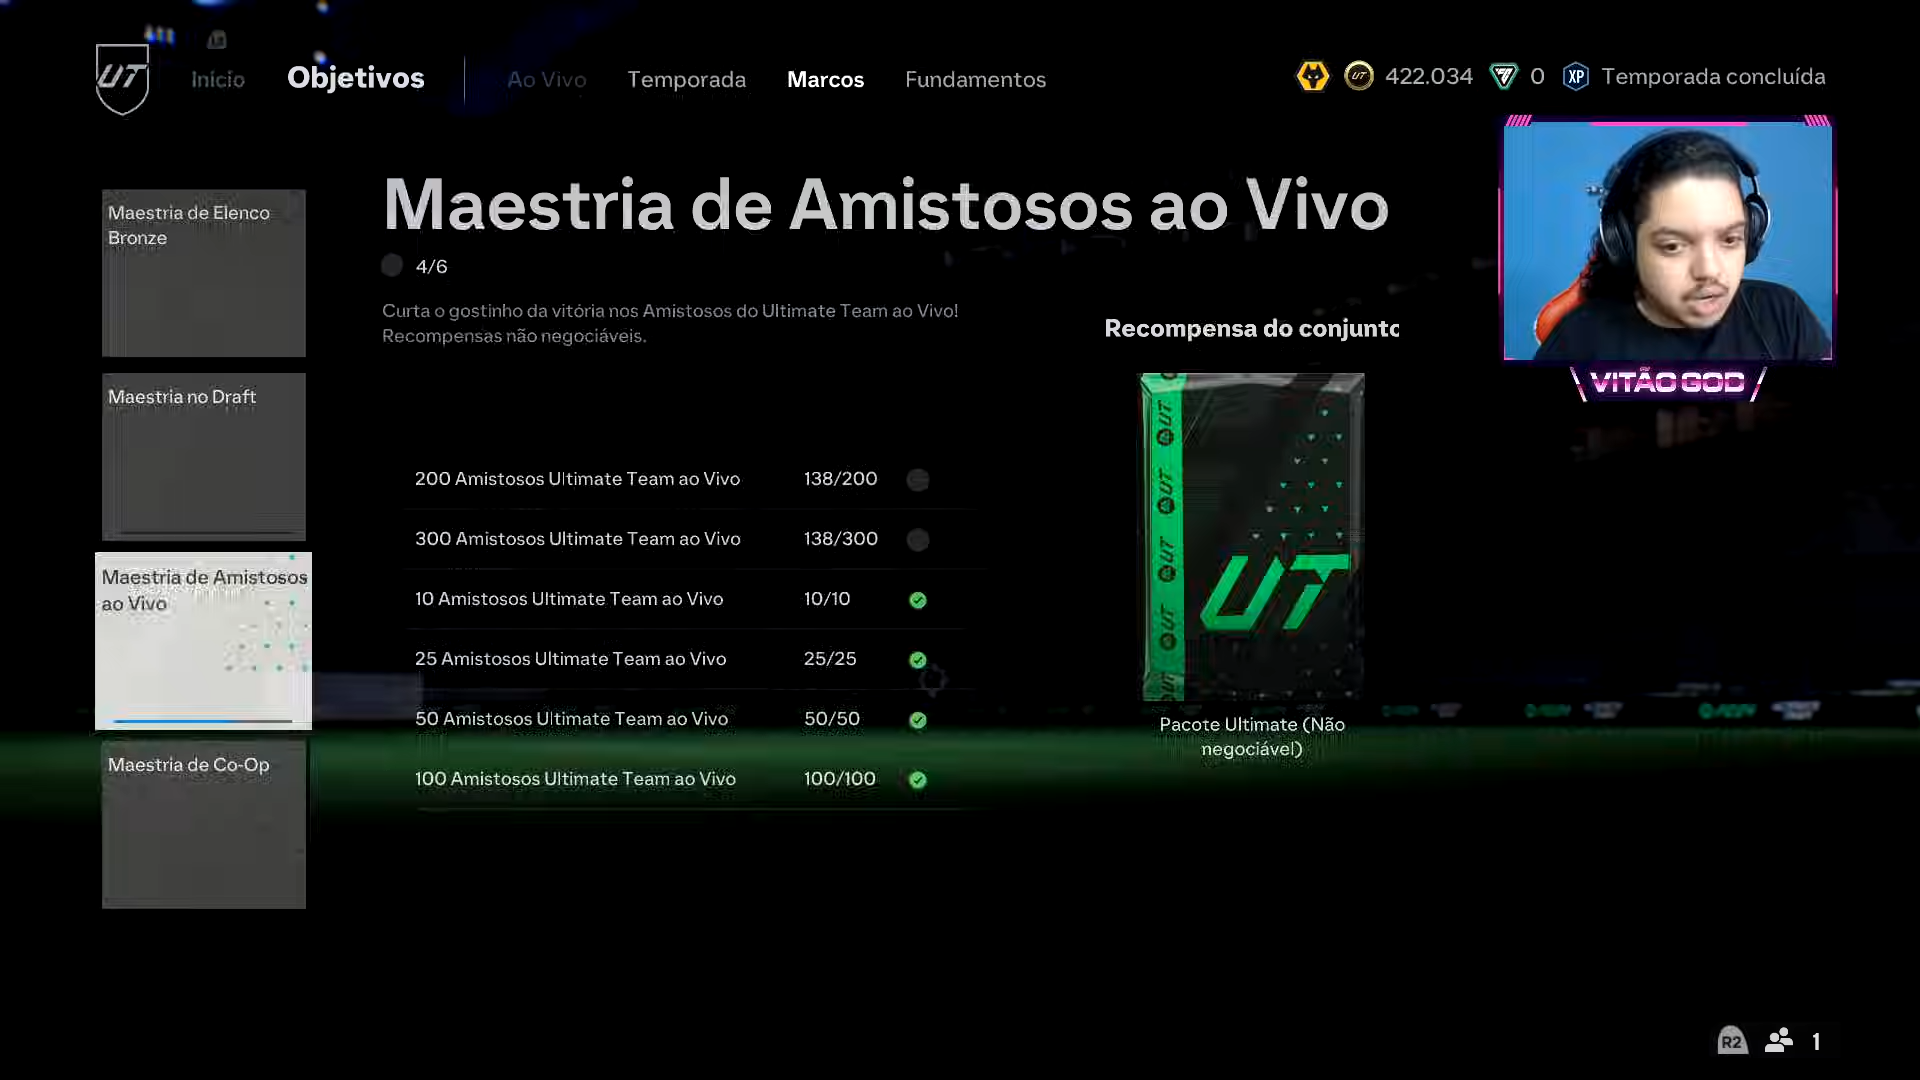 UT
Início
Objetivos
Ao Vivo
Temporada
Marcos
Fundamentos
UT
422.034
0
XP
Temporada concluída
Maestria de Elenco
Bronze
Maestria no Draft
Maestria de Amistosos
ao Vivo
Maestria de Co-Op
Maestria de Amistosos ao Vivo
4/6
Curta o gostinho da vitória nos Amistosos do Ultimate Team ao Vivo!
Recompensas não negociáveis.
200 Amistosos Ultimate Team ao Vivo 138/200
300 Amistosos Ultimate Team ao Vivo 138/300
10 Amistosos Ultimate Team ao Vivo 10/10
25 Amistosos Ultimate Team ao Vivo 25/25
50 Amistosos Ultimate Team ao Vivo 50/50
100 Amistosos Ultimate Team ao Vivo 100/100
Recompensa do conjunto
UT
UT
UT
UT
UT
Pacote Ultimate (Não
negociável)
VITÃO GOD
R2
1